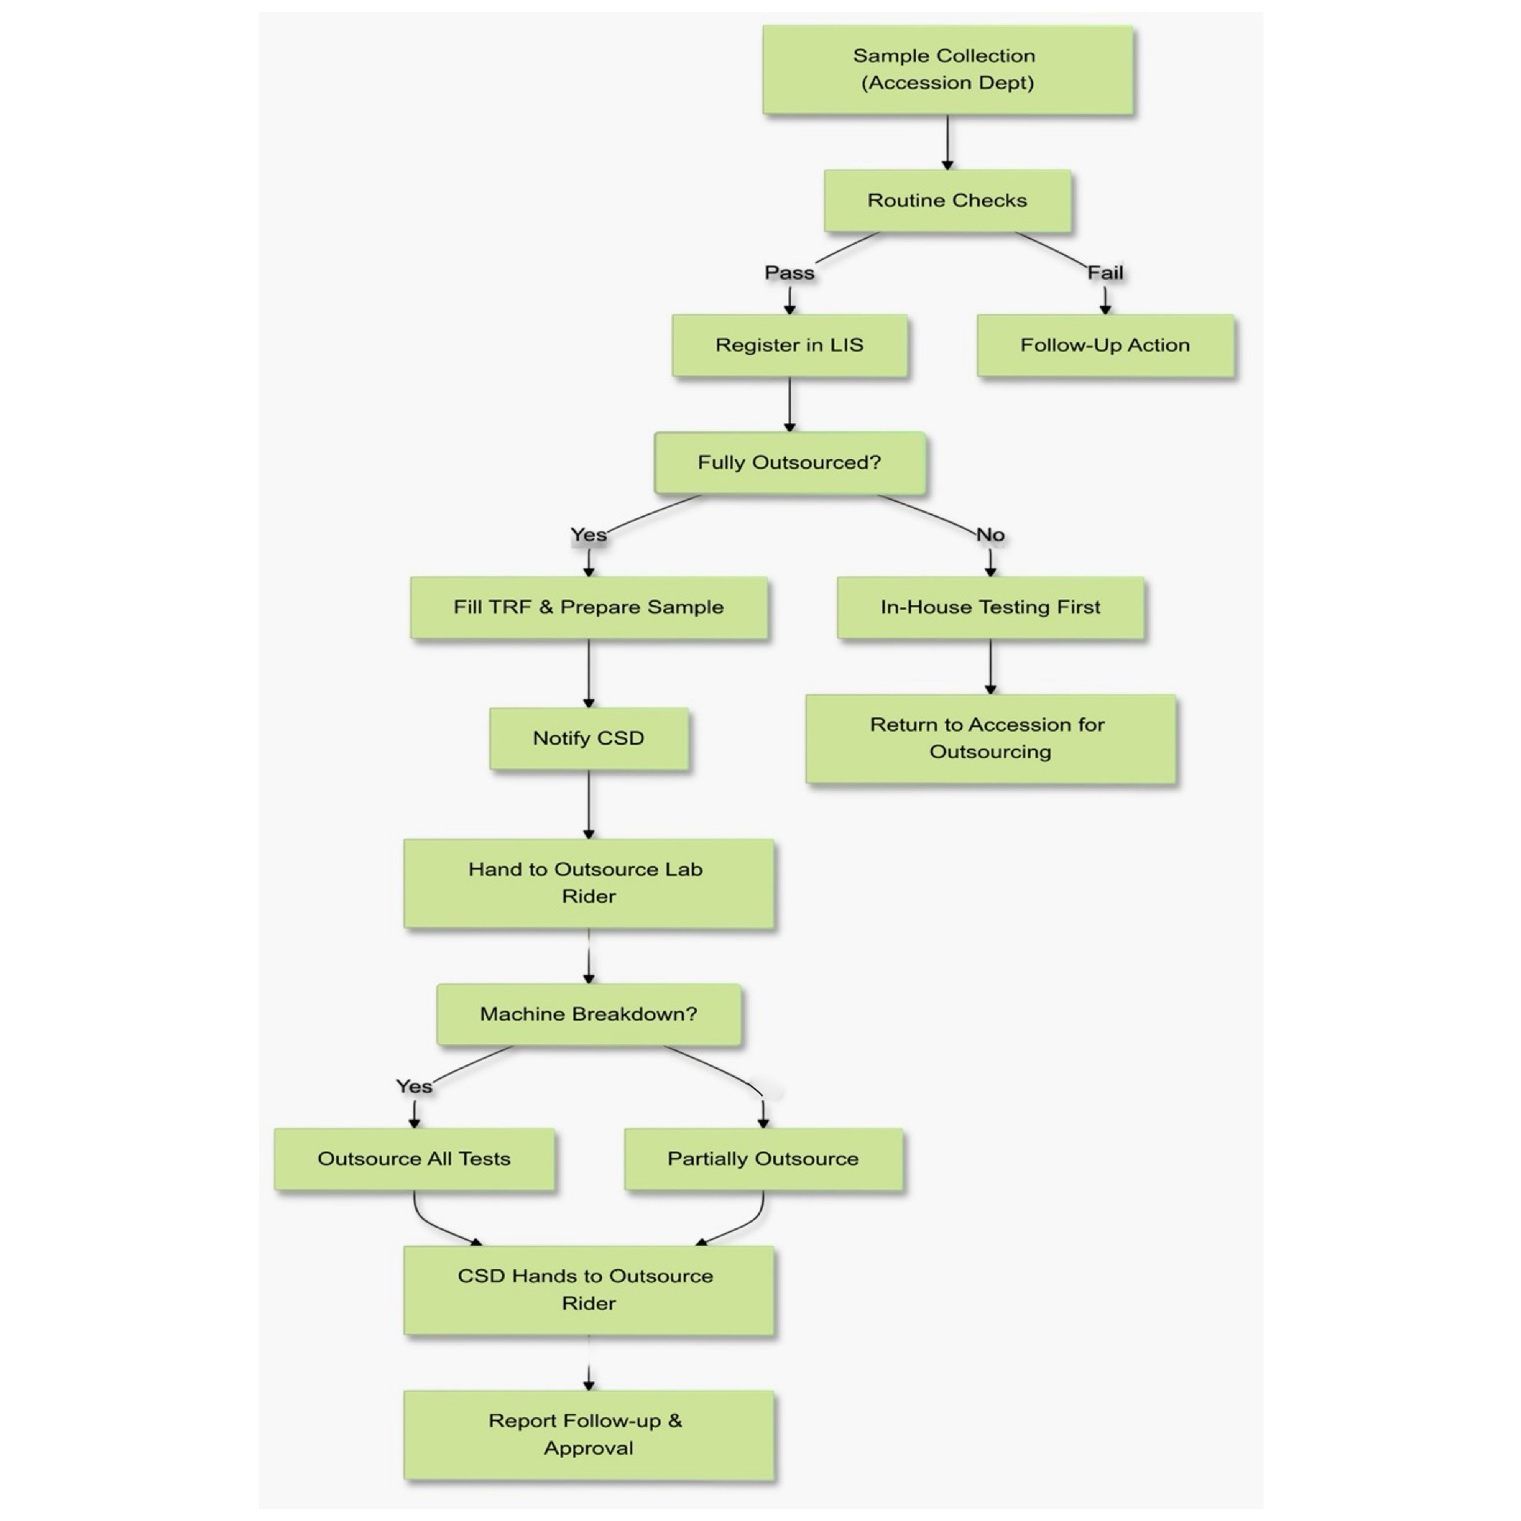 Sample Collection
(Accession Dept)
Routine Checks
Pass
Fail
Register in LIS
Follow-Up Action
Fully Outsourced?
Yes
No
Fill TRF & Prepare Sample
In-House Testing First
Notify CSD
Return to Accession for
Outsourcing
Hand to Outsource Lab
Rider
Machine Breakdown?
Yes
Outsource All Tests
Partially Outsource
CSD Hands to Outsource
Rider
Report Follow-up &
Approval